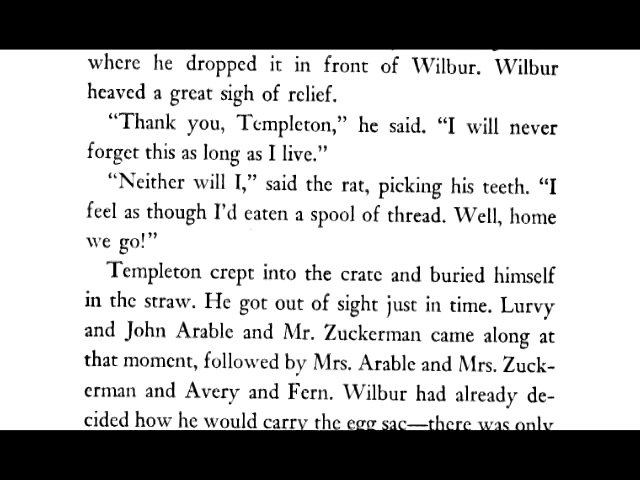 where he dropped it in front of Wilbur. Wilbur
heaved a great sigh of relief.
"Thank you, Templeton," he said. "I will never
forget this as long as I live."
"Neither will I," said the rat, picking his teeth. "I
feel as though I'd eaten a spool of thread. Well, home
we go!"
Templeton crept into the crate and buried himself
in the straw. He got out of sight just in time. Lurvy
and John Arable and Mr. Zuckerman came along at
that moment, followed by Mrs. Arable and Mrs. Zuck-
erman and Avery and Fern. Wilbur had already de-
cided how he would carry the egg sac—there was only